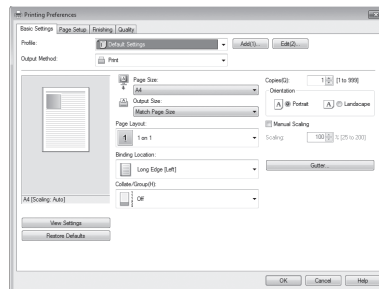 Printing Preferences
Basic Settings Page Setup Finishing Quality
Profile: Default Settings Add(1)... Edit(2)...
Output Method: Print
Page Size:
A4
Output Size:
Match Page Size
Page Layout:
1 1 on 1
Binding Location:
Long Edge [Left]
Collate/Group(H):
Off
Copies(G): 1 [1 to 999]
Orientation
A Portrait A Landscape
Manual Scaling
Scaling: 100 % [25 to 200]
Gutter...
A4 [Scaling: Auto]
View Settings
Restore Defaults
OK Cancel Help